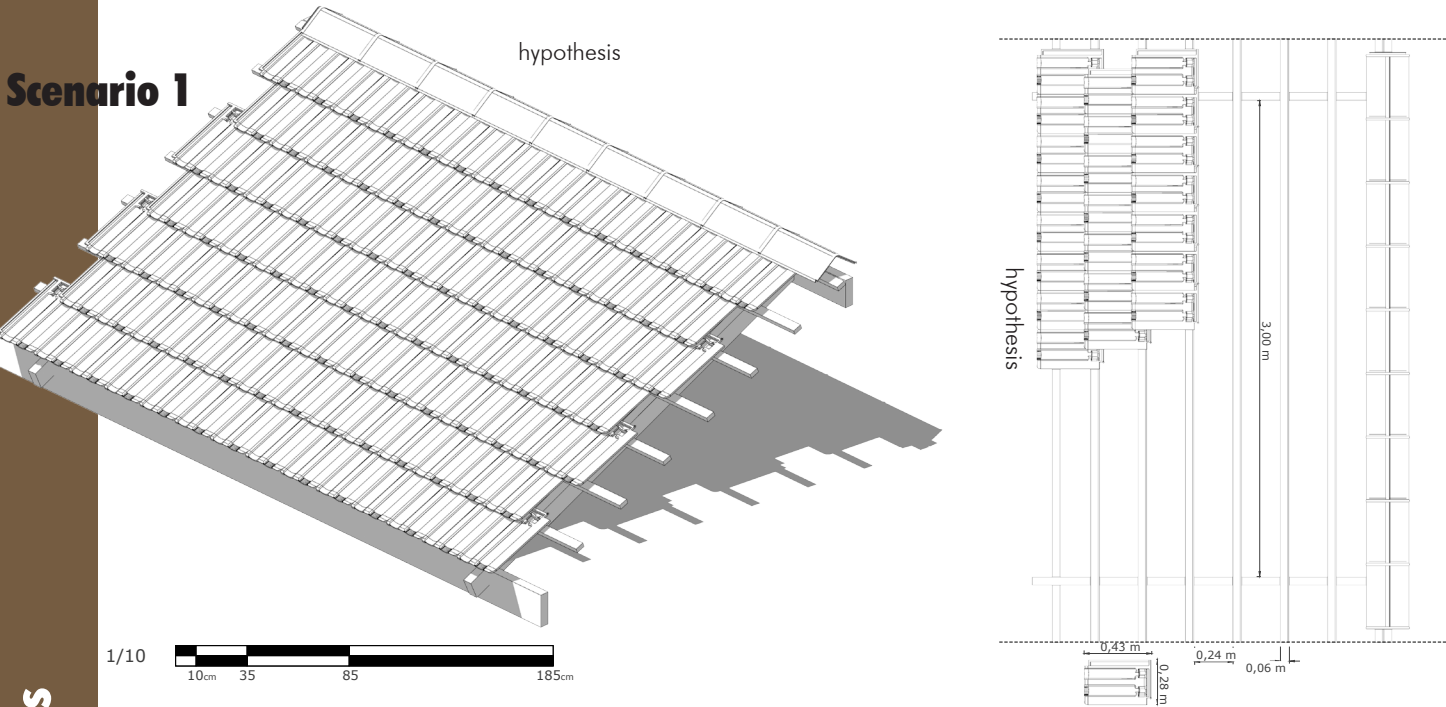 Scenario 1
hypothesis
1/10
10cm 35 85 185cm
s
hypothesis
3,00 m
0,43 m
0,24 m
0,06 m
0,28 m